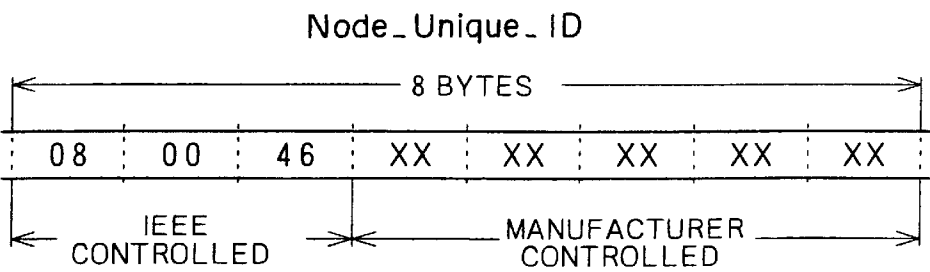 Node_Unique_ID
8 BYTES
08 00 46 XX XX XX XX XX
IEEE CONTROLLED
MANUFACTURER CONTROLLED